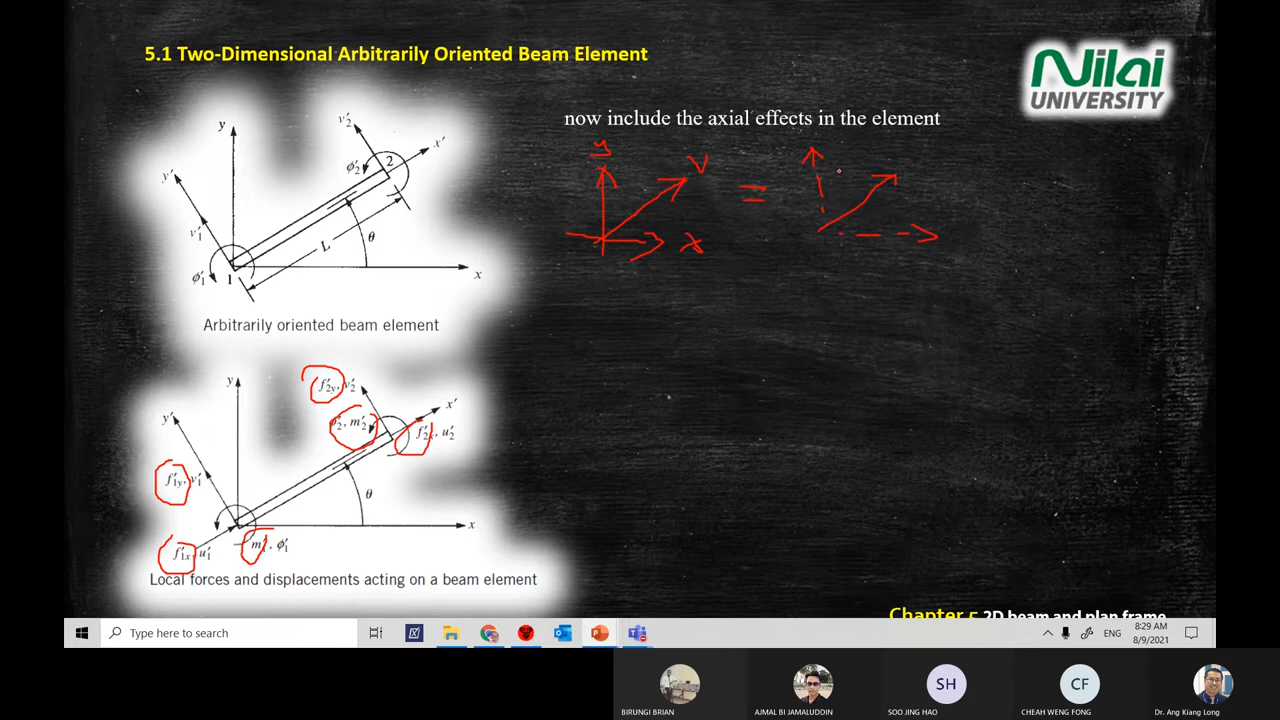 5.1 Two-Dimensional Arbitrarily Oriented Beam Element
Nilai
UNIVERSITY
now include the axial effects in the element
y
v′2
x′
ϕ′2
2
y′
v′1
L
θ
ϕ′1
1
x
Arbitrarily oriented beam element
y
V
=
x
y
f′2y, v′2
x′
y′
ϕ′2, m′2
f′2x, u′2
f′1y, v′1
θ
x
f′1x, u′1
m′1, ϕ′1
Local forces and displacements acting on a beam element
Chapter 5 2D beam and plan frame
Type here to search
ENG
8:29 AM
8/9/2021
SH
CF
BIRUNGI BRIAN
AJMAL BI JAMALUDDIN
SOO JING HAO
CHEAH WENG FONG
Dr. Ang Kiang Long